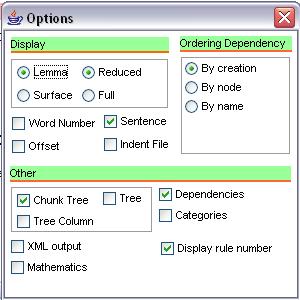 Options
Display
Ordering Dependency
Lemma Reduced
By creation
By node
Surface Full
By name
Word Number Sentence
Offset Indent File
Other
Chunk Tree Tree
Dependencies
Tree Column
Categories
XML output
Display rule number
Mathematics